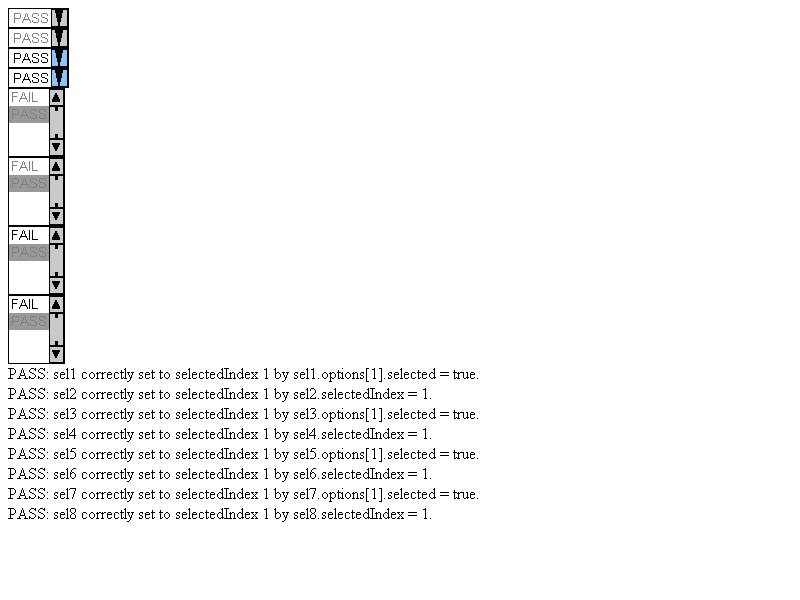 PASS
PASS
PASS
PASS
FAIL
PASS
FAIL
PASS
FAIL
PASS
FAIL
PASS
PASS: sel1 correctly set to selectedIndex 1 by sel1.options[1].selected = true.
PASS: sel2 correctly set to selectedIndex 1 by sel2.selectedIndex = 1.
PASS: sel3 correctly set to selectedIndex 1 by sel3.options[1].selected = true.
PASS: sel4 correctly set to selectedIndex 1 by sel4.selectedIndex = 1.
PASS: sel5 correctly set to selectedIndex 1 by sel5.options[1].selected = true.
PASS: sel6 correctly set to selectedIndex 1 by sel6.selectedIndex = 1.
PASS: sel7 correctly set to selectedIndex 1 by sel7.options[1].selected = true.
PASS: sel8 correctly set to selectedIndex 1 by sel8.selectedIndex = 1.